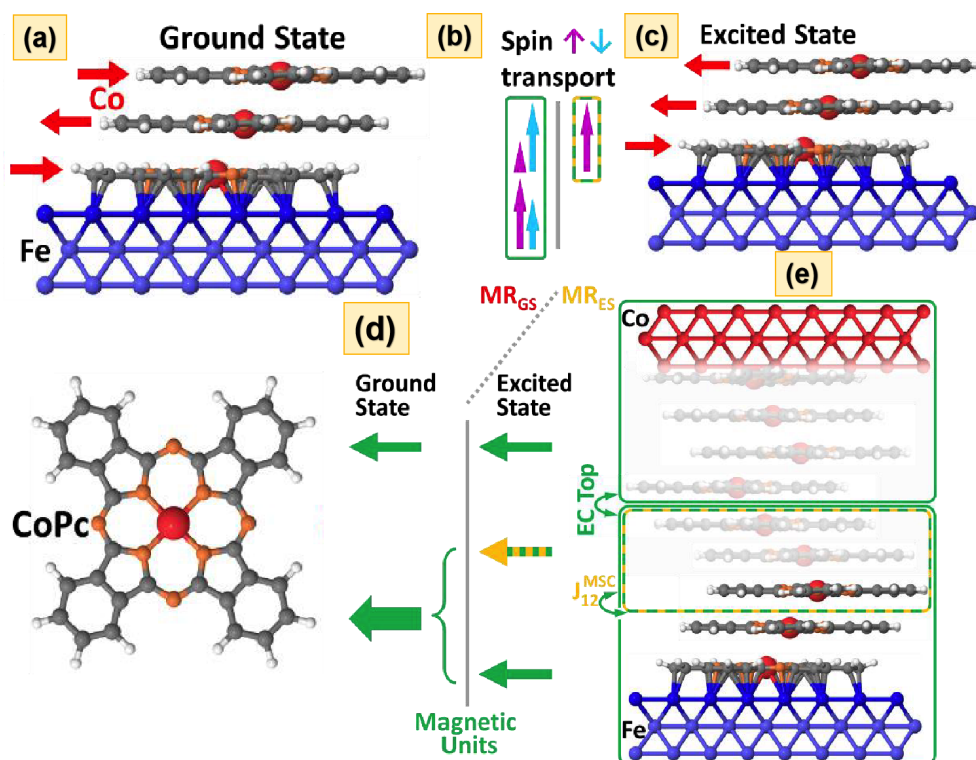 (a)
Ground State
Co
Fe
(b)
Spin
transport
(c)
Excited State
MR_GS
MR_ES
(d)
Ground
State
Excited
State
CoPc
Magnetic
Units
(e)
Co
EC Top
J_12^MSC
Fe